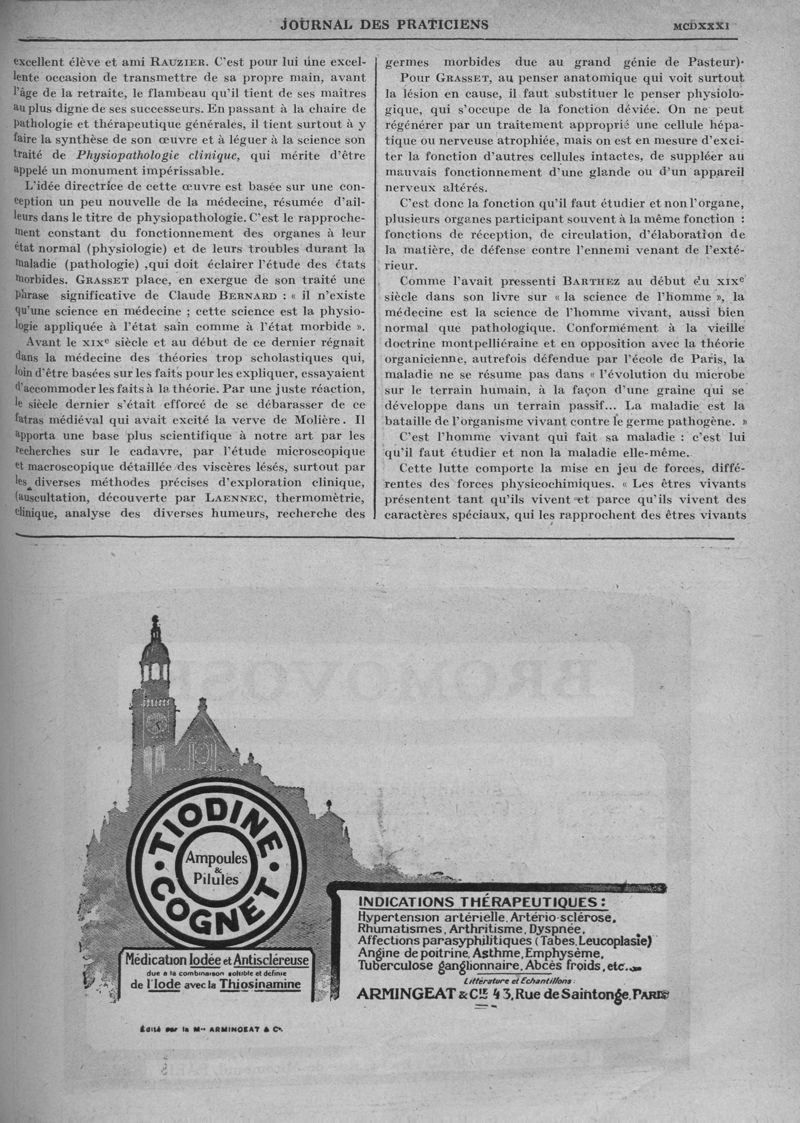 JOURNAL DES PRATICIENS
MCDXXXI
excellent élève et ami RAUZIER. C'est pour lui une excel-
lente occasion de transmettre de sa propre main, avant
l'âge de la retraite, le flambeau qu'il tient de ses maîtres
au plus digne de ses successeurs. En passant à la chaire de
pathologie et thérapeutique générales, il tient surtout à y
faire la synthèse de son œuvre et à léguer à la science son
traité de Physiopathologie clinique, qui mérite d'être
appelé un monument impérissable.
L'idée directrice de cette œuvre est basée sur une con-
ception un peu nouvelle de la médecine, résumée d'ail-
leurs dans le titre de physiopathologie. C'est le rapproche-
ment constant du fonctionnement des organes à leur
état normal (physiologie) et de leurs troubles durant la
maladie (pathologie) ,qui doit éclairer l'étude des états
morbides. GRASSET place, en exergue de son traité une
phrase significative de Claude BERNARD : « il n'existe
qu'une science en médecine ; cette science est la physio-
logie appliquée à l'état sain comme à l'état morbide ».
Avant le XIXe siècle et au début de ce dernier régnait
dans la médecine des théories trop scholastiques qui,
loin d'être basées sur les faits pour les expliquer, essayaient
d'accommoder les faits à la théorie. Par une juste réaction,
le siècle dernier s'était efforcé de se débarasser de ce
fatras médiéval qui avait excité la verve de Molière. Il
apporta une base plus scientifique à notre art par les
recherches sur le cadavre, par l'étude microscopique
et macroscopique détaillée des viscères lésés, surtout par
les diverses méthodes précises d'exploration clinique,
(auscultation, découverte par LAENNEC, thermomètrie,
clinique, analyse des diverses humeurs, recherche des
germes morbides due au grand génie de Pasteur).
Pour GRASSET, au penser anatomique qui voit surtout
la lésion en cause, il faut substituer le penser physiolo-
gique, qui s'occupe de la fonction déviée. On ne peut
régénérer par un traitement approprié une cellule hépa-
tique ou nerveuse atrophiée, mais on est en mesure d'exci-
ter la fonction d'autres cellules intactes, de suppléer au
mauvais fonctionnement d'une glande ou d'un appareil
nerveux altérés.
C'est donc la fonction qu'il faut étudier et non l'organe,
plusieurs organes participant souvent à la même fonction :
fonctions de réception, de circulation, d'élaboration de
la matière, de défense contre l'ennemi venant de l'exté-
rieur.
Comme l'avait pressenti BARTHEZ au début du XIXe
siècle dans son livre sur « la science de l'homme », la
médecine est la science de l'homme vivant, aussi bien
normal que pathologique. Conformément à la vieille
doctrine montpelliéraine et en opposition avec la théorie
organicienne, autrefois défendue par l'école de Paris, la
maladie ne se résume pas dans « l'évolution du microbe
sur le terrain humain, à la façon d'une graine qui se
développe dans un terrain passif... La maladie est la
bataille de l'organisme vivant contre le germe pathogène. »
C'est l'homme vivant qui fait sa maladie : c'est lui
qu'il faut étudier et non la maladie elle-même.
Cette lutte comporte la mise en jeu de forces, diffé-
rentes des forces physicochimiques. « Les êtres vivants
présentent tant qu'ils vivent et parce qu'ils vivent des
caractères spéciaux, qui les rapprochent des êtres vivants
TIODINE
COGNET
Ampoules
&
Pilules
Médication Iodée et Antiscléreuse
due à la combinaison soluble et définie
de l'Iode avec la Thiosinamine
INDICATIONS THÉRAPEUTIQUES :
Hypertension artérielle. Artério-sclérose,
Rhumatismes, Arthritisme, Dyspnée,
Affections parasyphilitiques (Tabes, Leucoplasie)
Angine de poitrine, Asthme, Emphysème,
Tuberculose ganglionnaire, Abcès froids, etc..
Littérature et Échantillons :
ARMINGEAT & Cie 43, Rue de Saintonge, PARIS
Édité par la Mon ARMINGEAT & Cie.